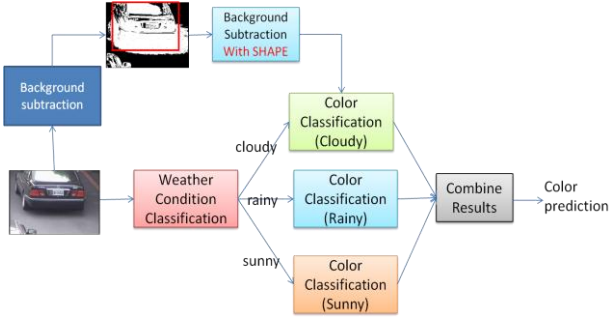 Background
Subtraction
With SHAPE
Background
subtraction
Color
Classification
(Cloudy)
cloudy
Weather
Condition
Classification
rainy
Color
Classification
(Rainy)
Combine
Results
Color
prediction
sunny
Color
Classification
(Sunny)